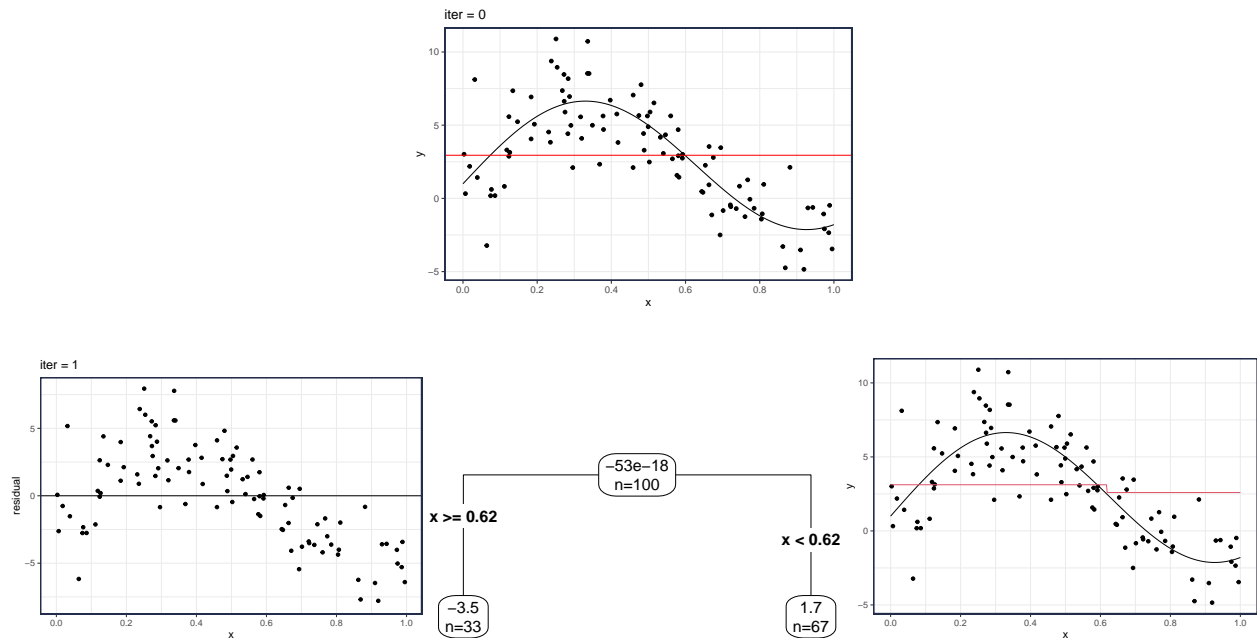 iter = 0
y
10
5
0
−5
0.0 0.2 0.4 0.6 0.8 1.0
x
iter = 1
residual
5
0
−5
0.0 0.2 0.4 0.6 0.8 1.0
x
−53e−18
n=100
x >= 0.62
x < 0.62
−3.5
n=33
1.7
n=67
y
10
5
0
−5
0.0 0.2 0.4 0.6 0.8 1.0
x